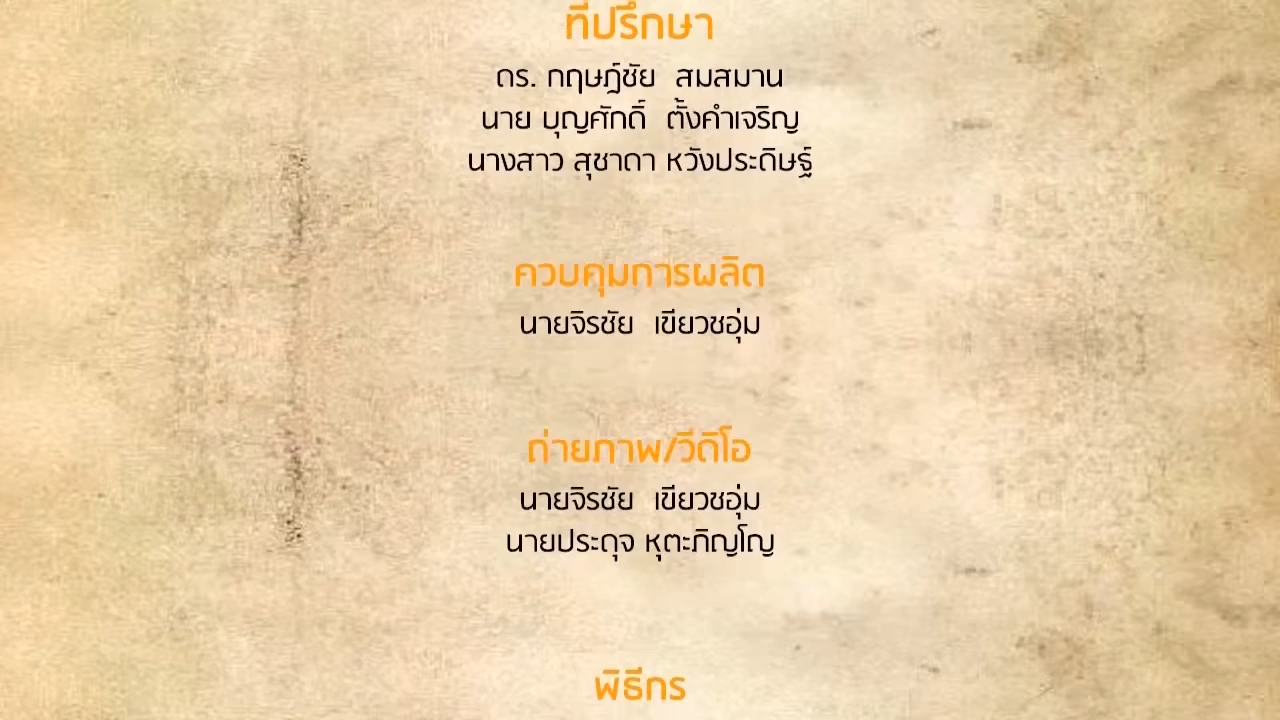 ที่ปรึกษา
ดร. กฤษฎ์ชัย  สมสมาน
นาย บุญศักดิ์  ตั้งคำเจริญ
นางสาว สุชาดา หวังประดิษฐ์
ควบคุมการผลิต
นายจิรชัย  เขียวชอุ่ม
ถ่ายภาพ/วีดิโอ
นายจิรชัย  เขียวชอุ่ม
นายประดุจ หุตะภิญโญ
พิธีกร